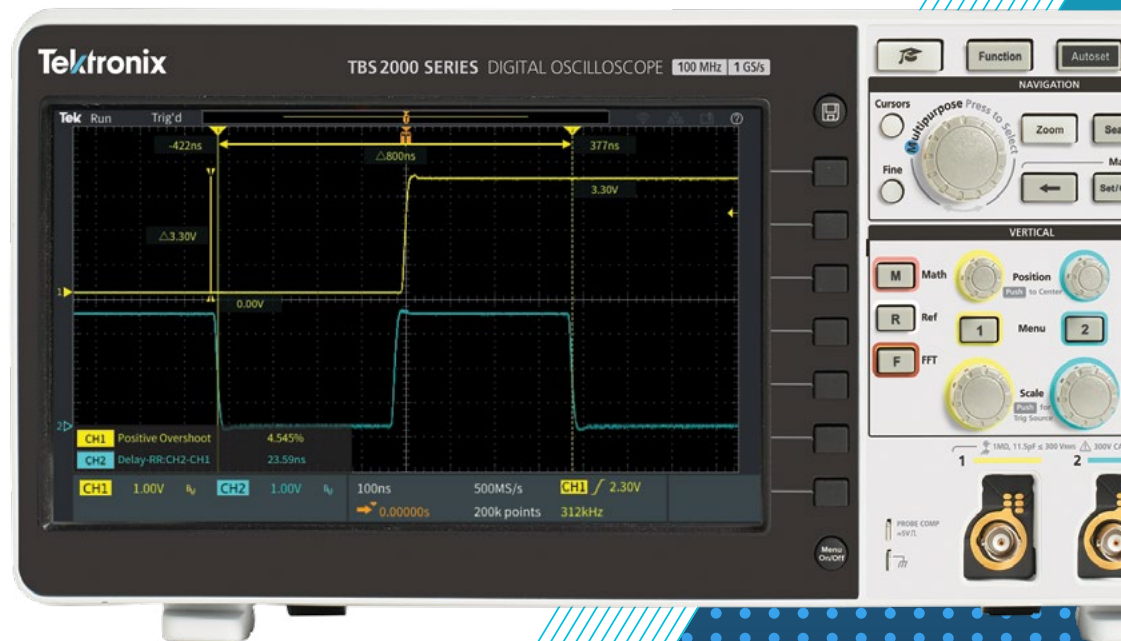 Tektronix
TBS 2000 SERIES DIGITAL OSCILLOSCOPE 100 MHz 1 GS/s
Tek Run Trig'd
-422ns
△800ns
377ns
3.30V
△3.30V
0.00V
1
2
CH1 Positive Overshoot 4.545%
CH2 Delay-RR:CH2-CH1 23.59ns
CH1 1.00V CH2 1.00V 100ns 500MS/s CH1 2.30V
0.00000s 200k points 312kHz
Menu
On/Off
Function
Autoset
NAVIGATION
Cursors
Multipurpose Press to Select
Fine
Zoom
VERTICAL
M Math
Position
Push to Center
R Ref
1 Menu 2
F FFT
Scale
Push for
Trig Source
1MΩ, 11.5pF ≤ 300 Vrms 300V
1 2
PROBE COMP
≈5V